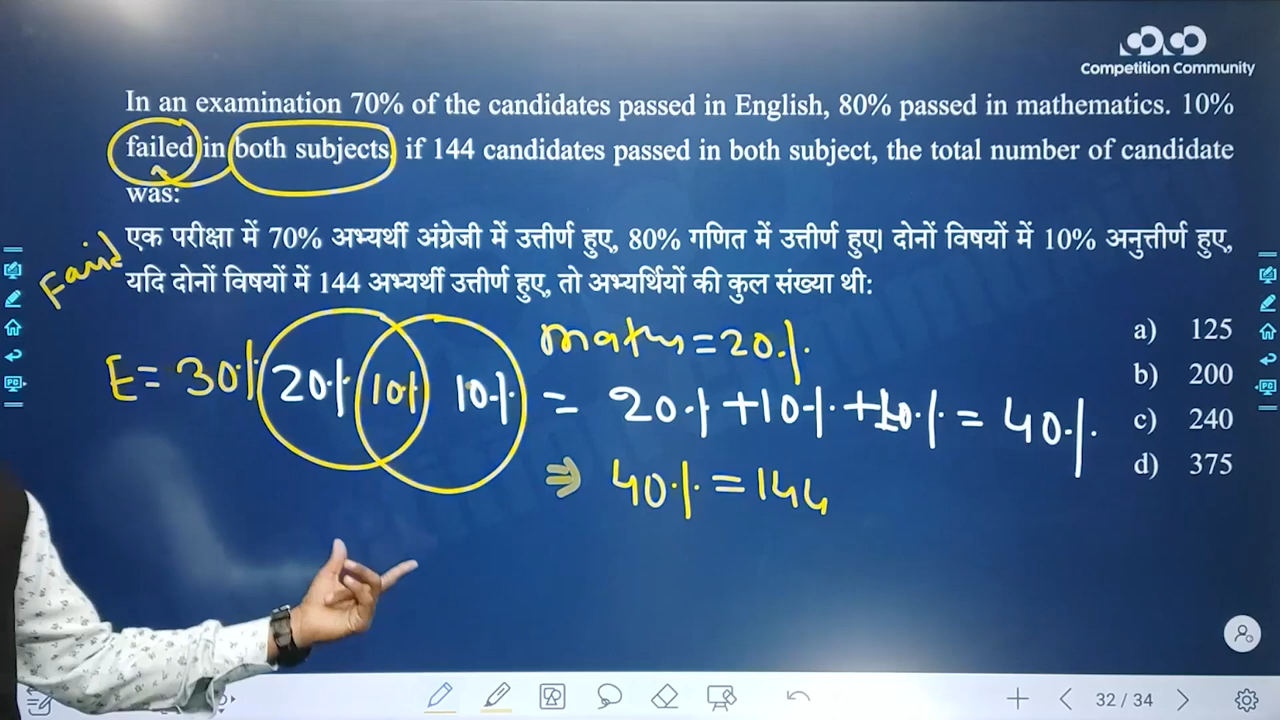 Competition Community
In an examination 70% of the candidates passed in English, 80% passed in mathematics. 10%
failed in both subjects, if 144 candidates passed in both subject, the total number of candidate
was:
एक परीक्षा में 70% अभ्यर्थी अंग्रेजी में उत्तीर्ण हुए, 80% गणित में उत्तीर्ण हुए। दोनों विषयों में 10% अनुत्तीर्ण हुए,
यदि दोनों विषयों में 144 अभ्यर्थी उत्तीर्ण हुए, तो अभ्यर्थियों की कुल संख्या थी:
maths = 20%
E = 30% 20% 10% 10% = 20% + 10% + 10% = 40%
⇒ 40% = 144
a) 125
b) 200
c) 240
d) 375
32 / 34